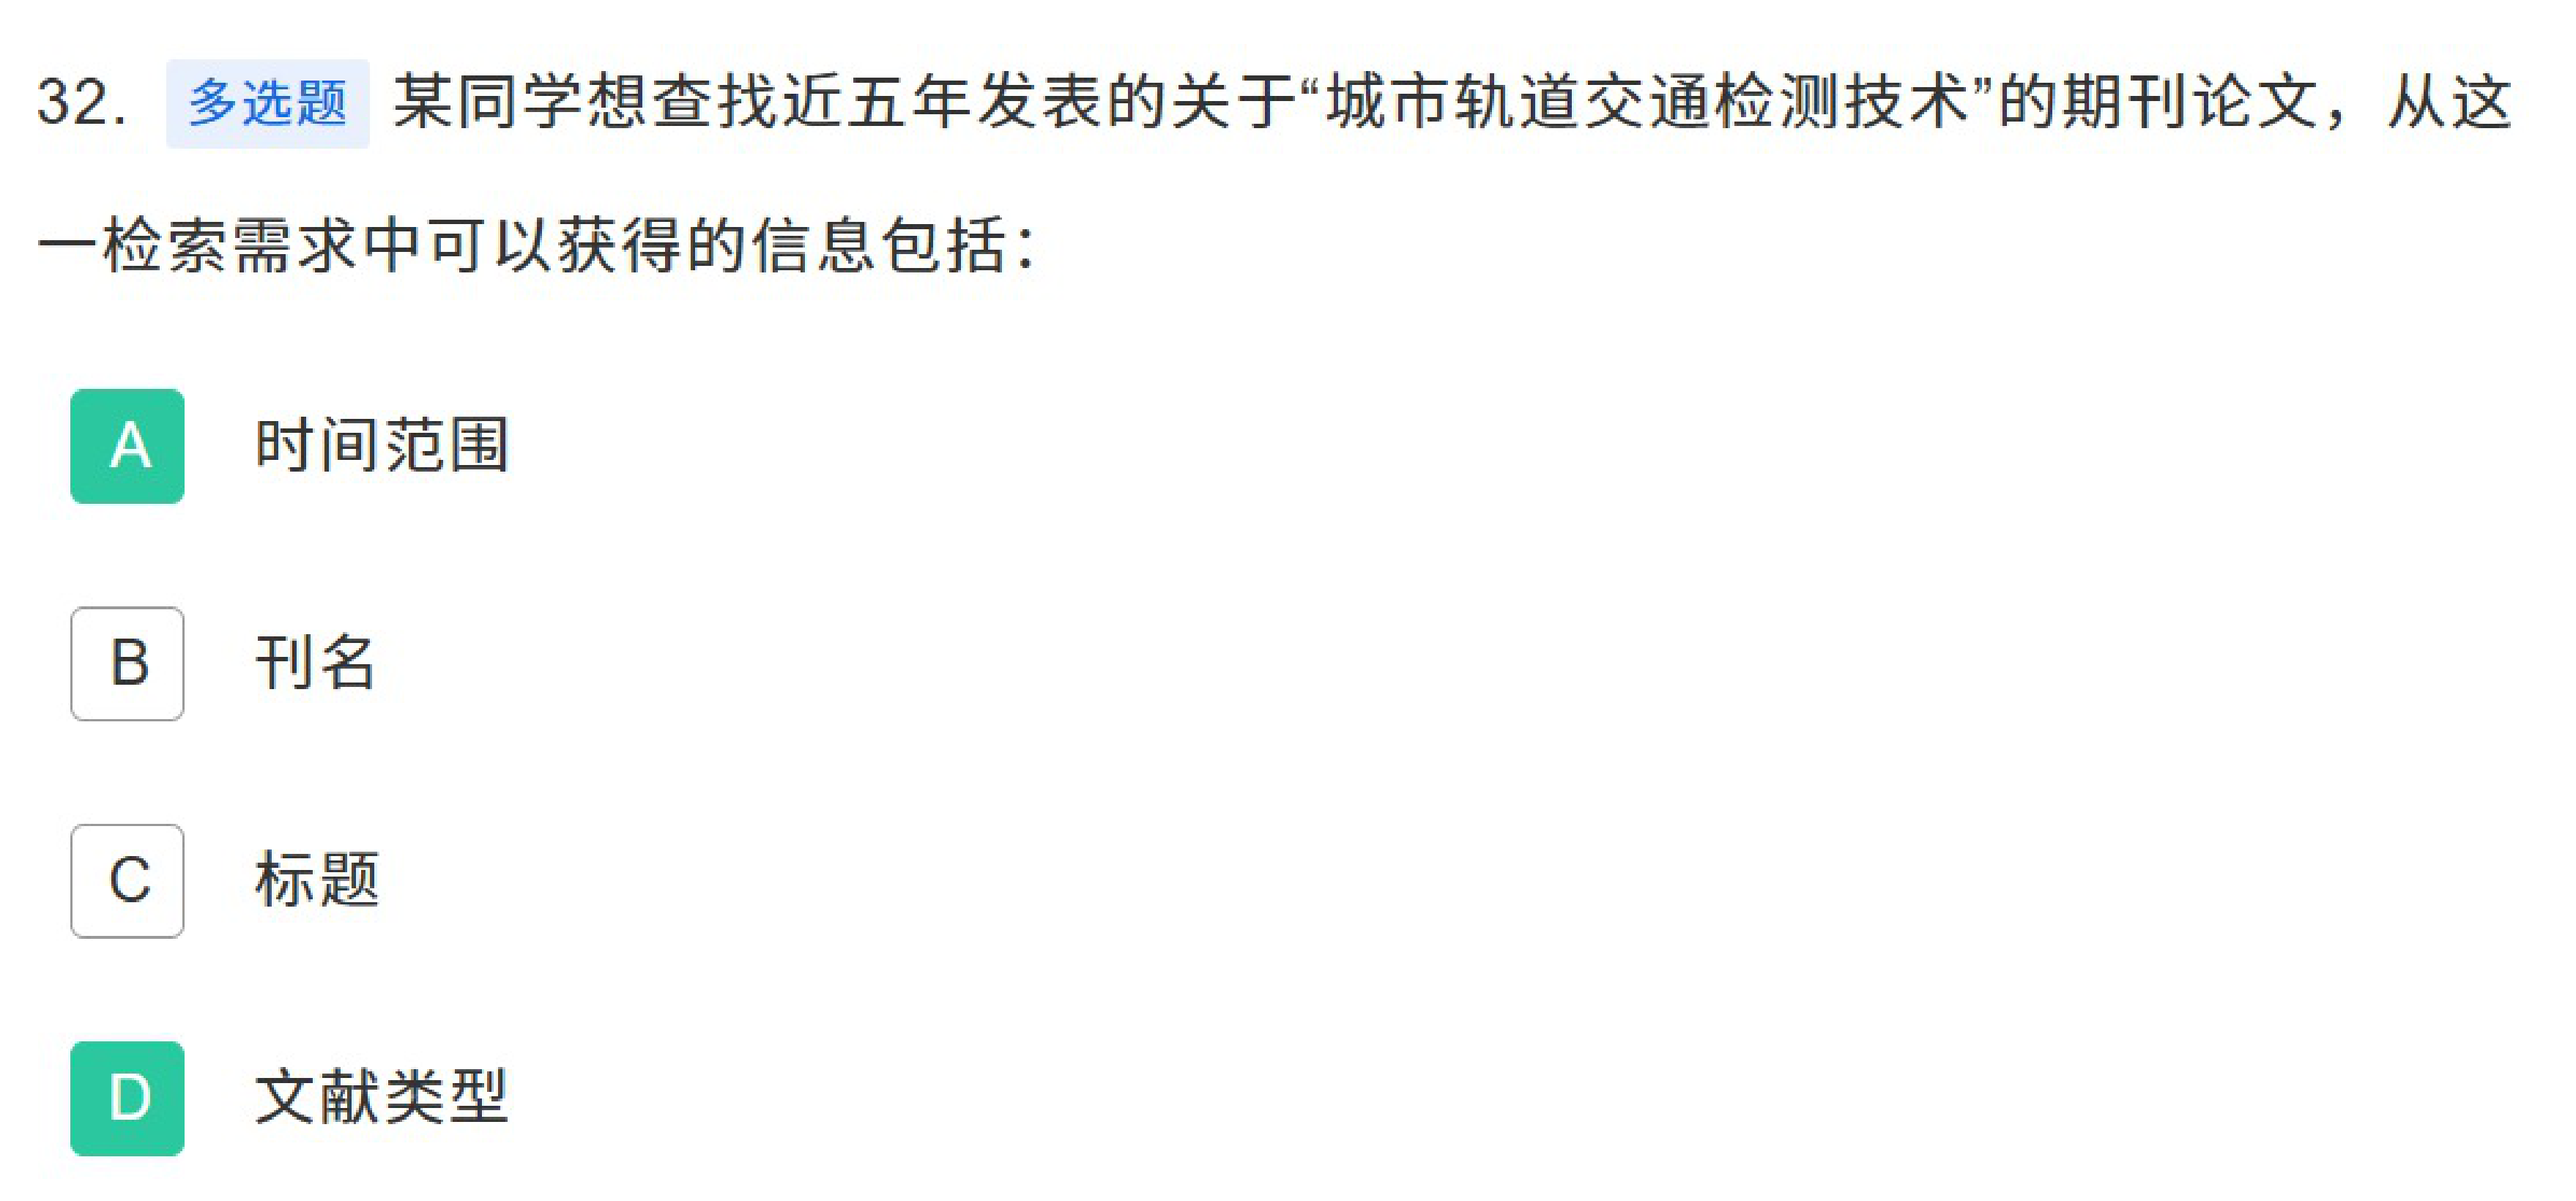 32. 多选题 某同学想查找近五年发表的关于“城市轨道交通检测技术”的期刊论文，从这
一检索需求中可以获得的信息包括：
A 时间范围
B 刊名
C 标题
D 文献类型